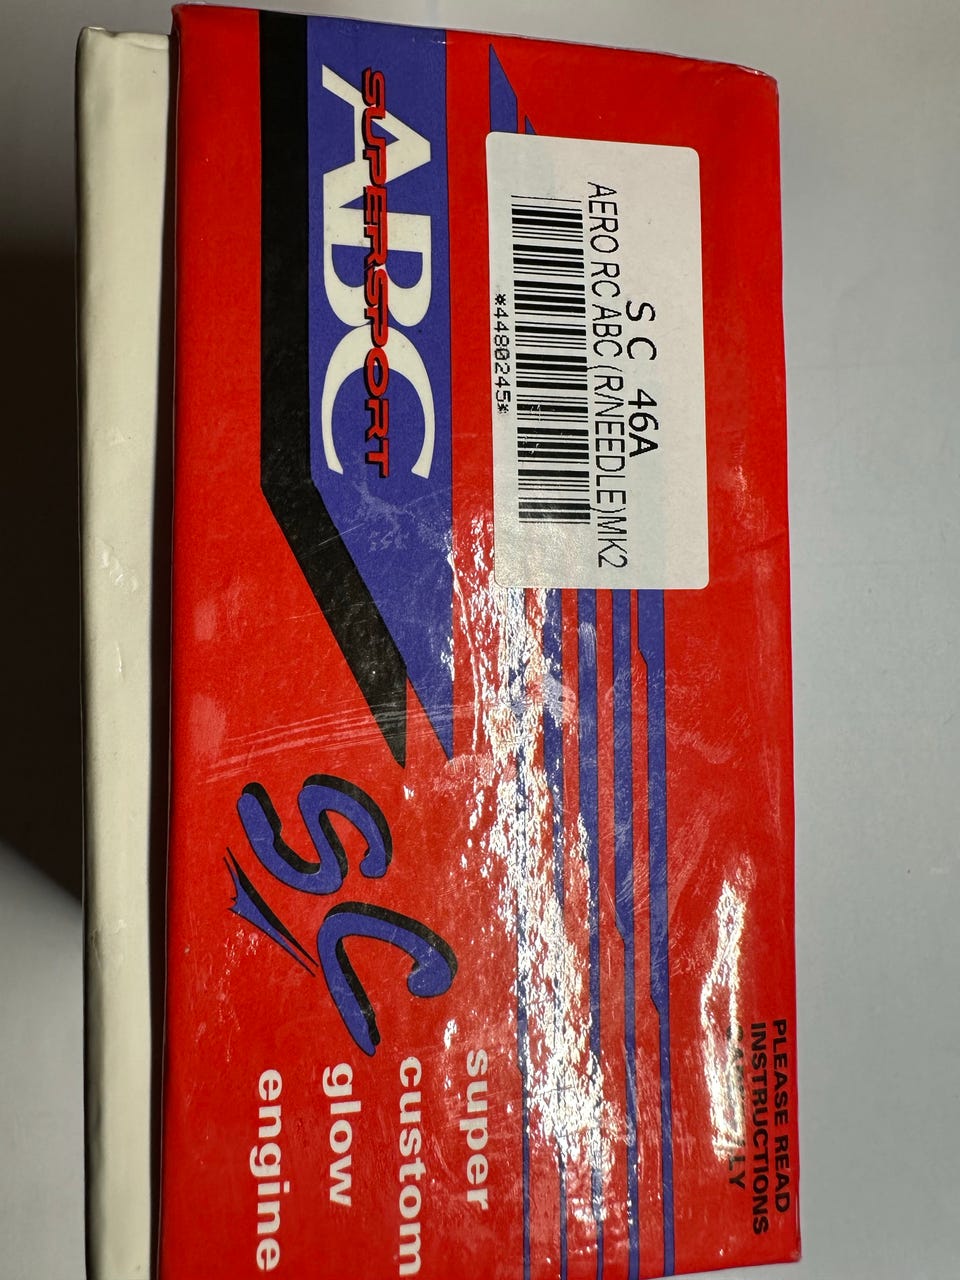 PLEASE READ
INSTRUCTIONS
S C 46A
AERO RC ABC (R/NEEDLE)MK2
*4480245*
ABC
SUPERSPORT
SC
super
custom
glow
engine